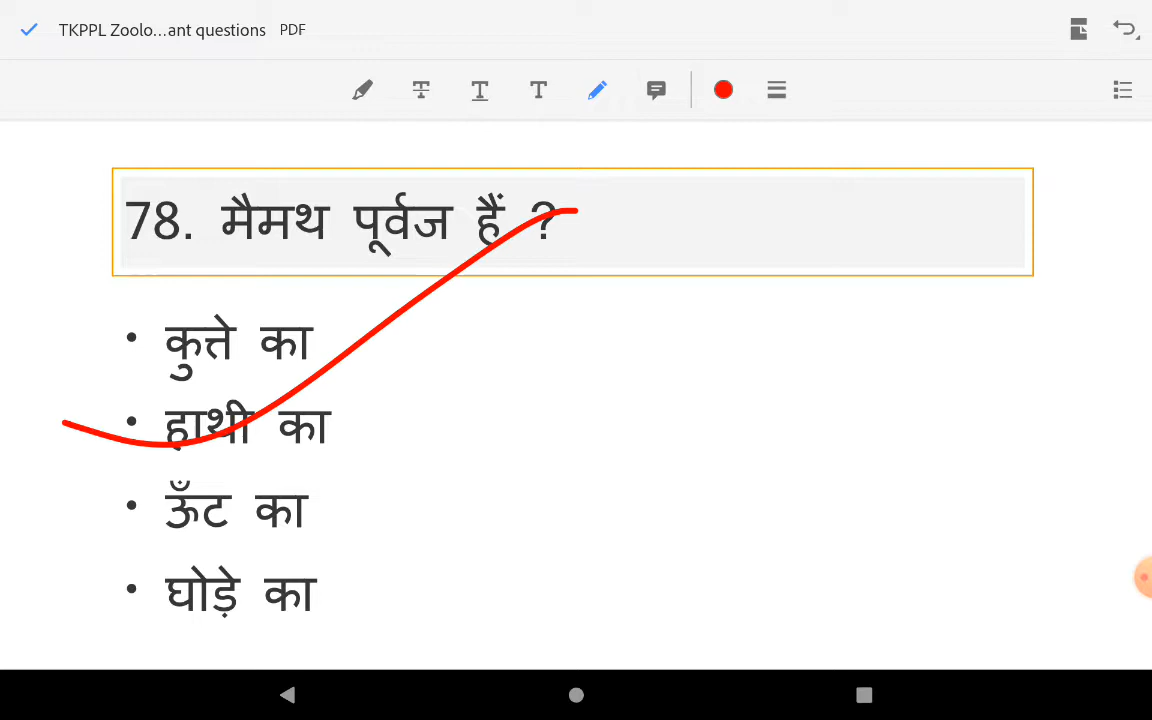 TKPPL Zoolo...ant questions PDF
78. मैमथ पूर्वज हैं ?
• कुत्ते का
• हाथी का
• ऊँट का
• घोड़े का